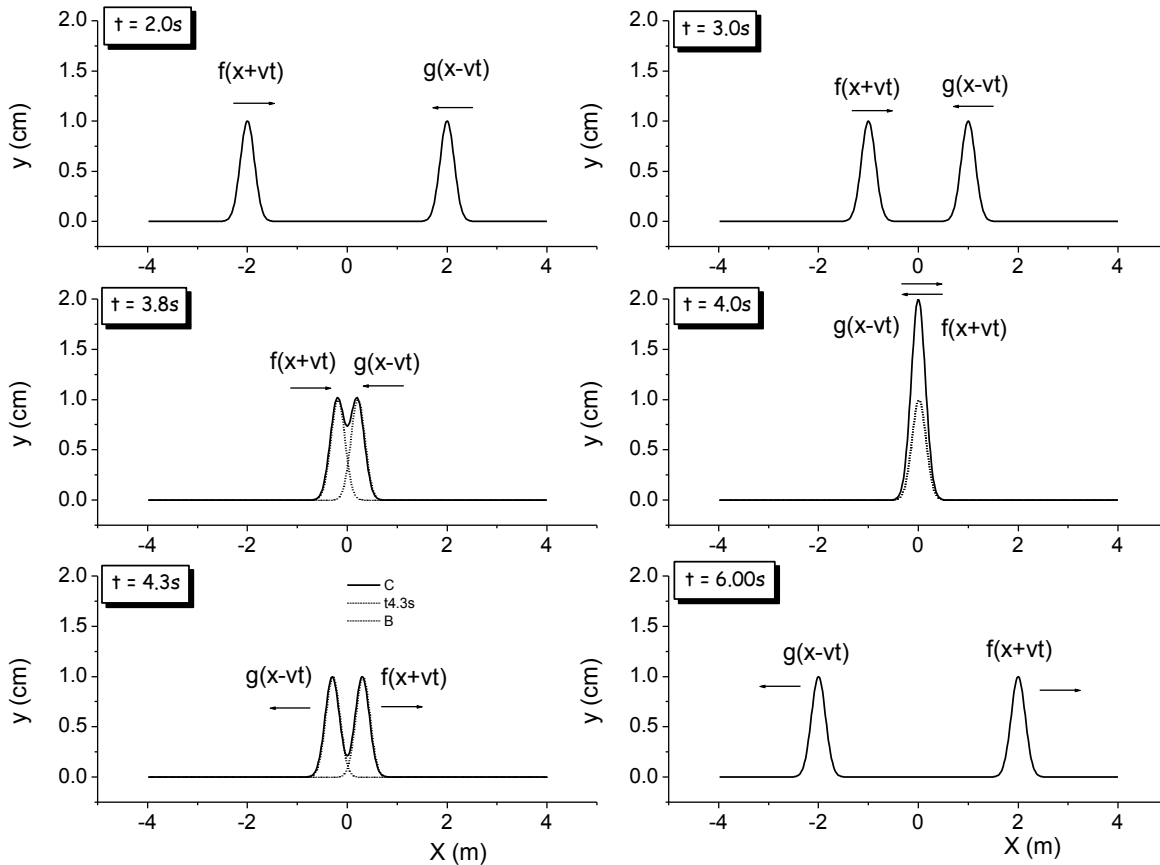 t = 2.0s
2.0
1.5
1.0
0.5
0.0
y (cm)
f(x+vt)
g(x-vt)
-4 -2 0 2 4
t = 3.0s
2.0
1.5
1.0
0.5
0.0
y (cm)
f(x+vt)
g(x-vt)
-4 -2 0 2 4
t = 3.8s
2.0
1.5
1.0
0.5
0.0
y (cm)
f(x+vt) g(x-vt)
-4 -2 0 2 4
t = 4.0s
2.0
1.5
1.0
0.5
0.0
y (cm)
g(x-vt) f(x+vt)
-4 -2 0 2 4
t = 4.3s
2.0
1.5
1.0
0.5
0.0
y (cm)
C
t4.3s
B
g(x-vt) f(x+vt)
-4 -2 0 2 4
X (m)
t = 6.00s
2.0
1.5
1.0
0.5
0.0
y (cm)
g(x-vt) f(x+vt)
-4 -2 0 2 4
X (m)